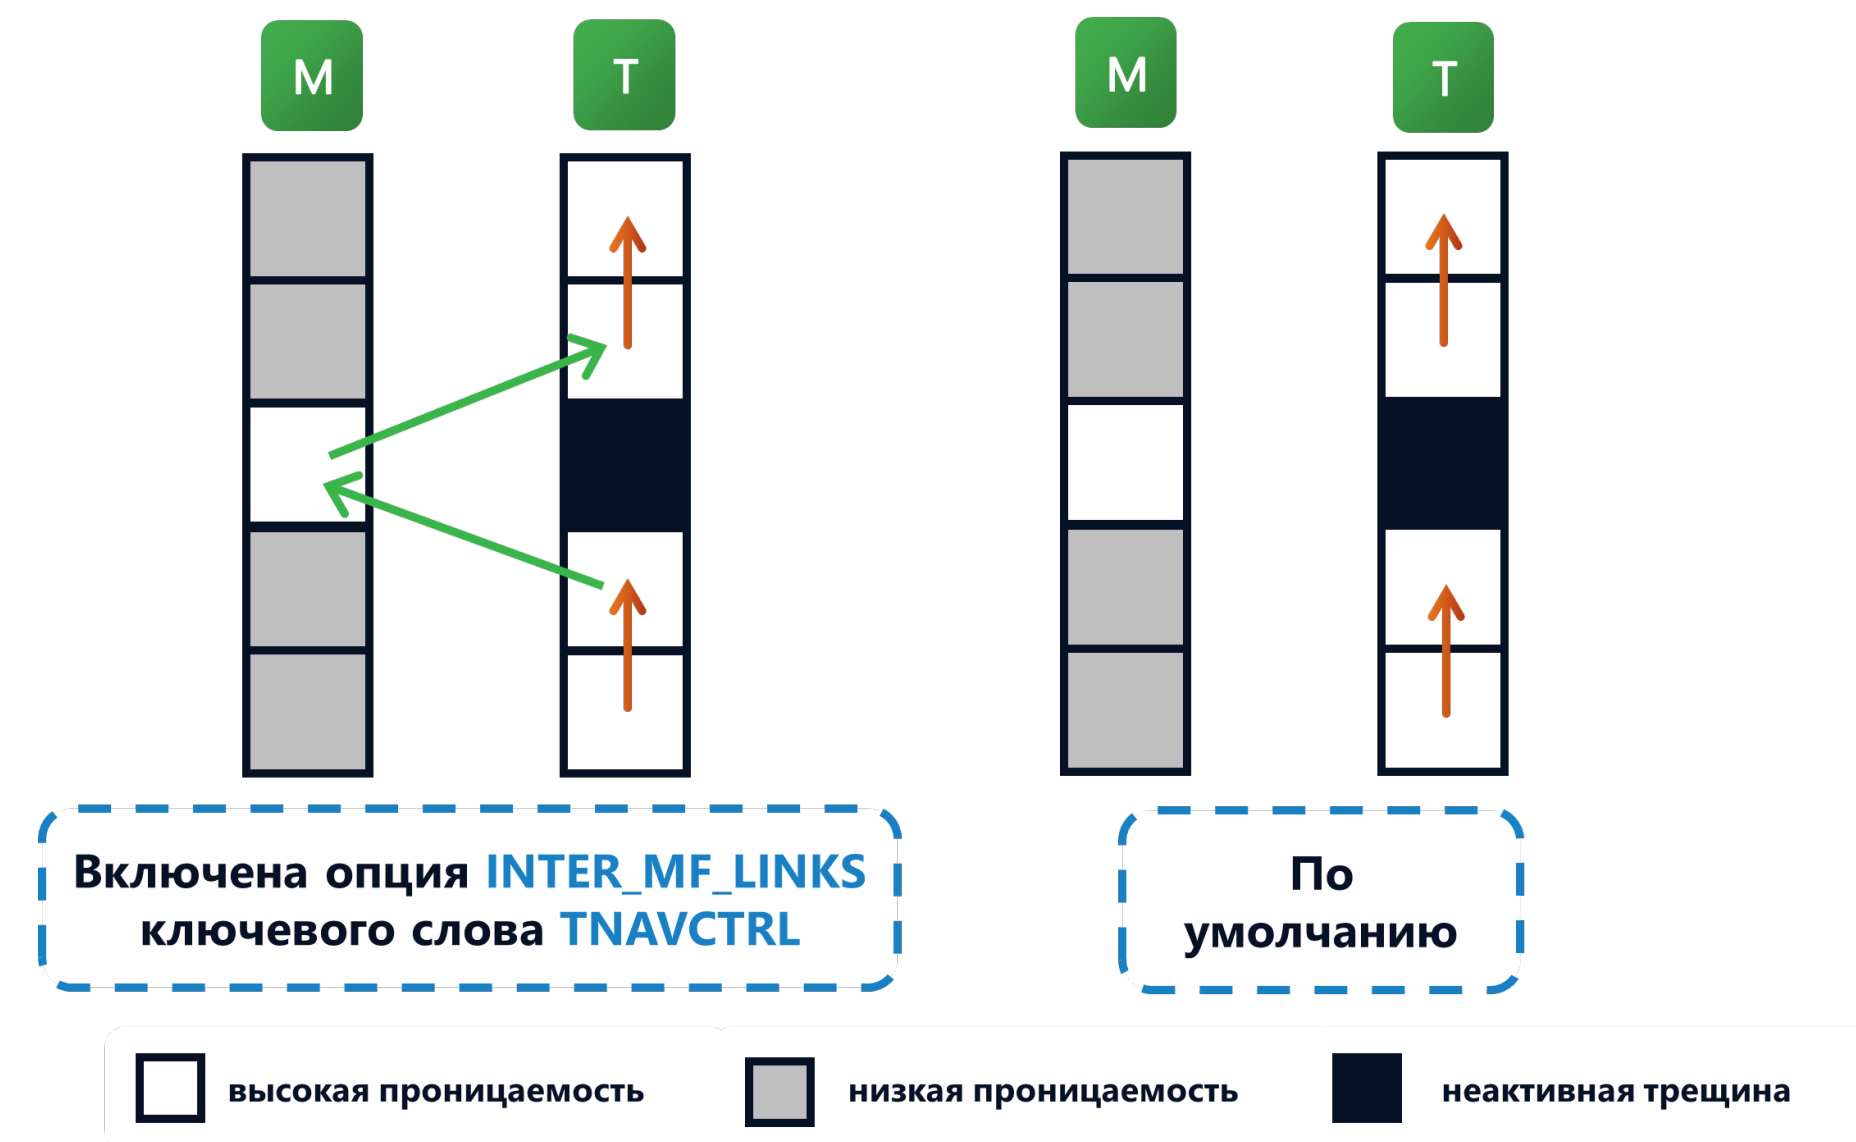 М
Т
М
Т
Включена опция INTER_MF_LINKS
ключевого слова TNAVCTRL
По
умолчанию
высокая проницаемость
низкая проницаемость
неактивная трещина